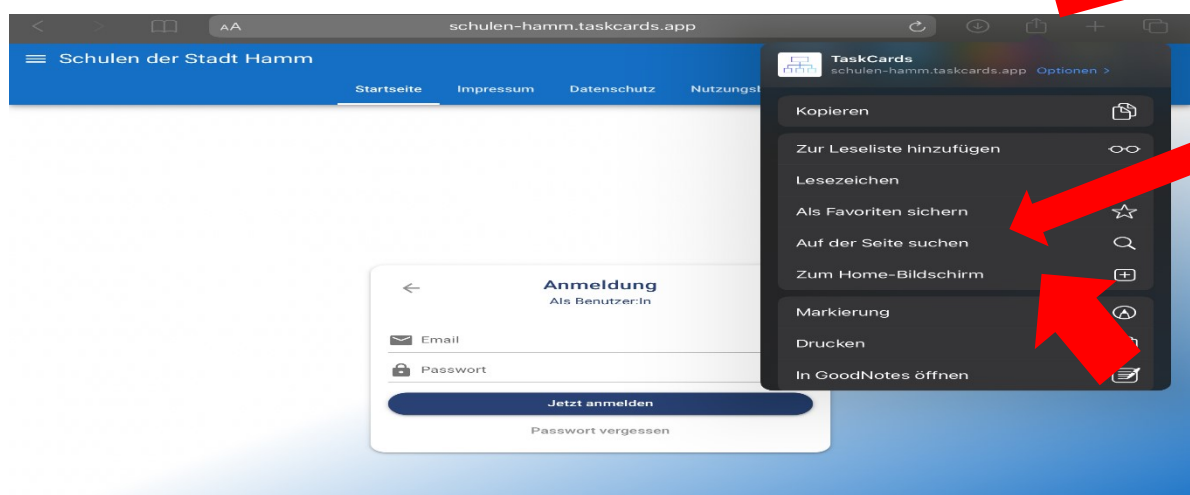 AA schulen-hamm.taskcards.app
Schulen der Stadt Hamm
Startseite Impressum Datenschutz
TaskCards
schulen-hamm.taskcards.app Optionen >
Kopieren
Zur Leseliste hinzufügen
Lesezeichen
Als Favoriten sichern
Auf der Seite suchen
Zum Home-Bildschirm
Markierung
Drucken
In GoodNotes öffnen
Anmeldung
Als Benutzer:In
Email
Passwort
Jetzt anmelden
Passwort vergessen